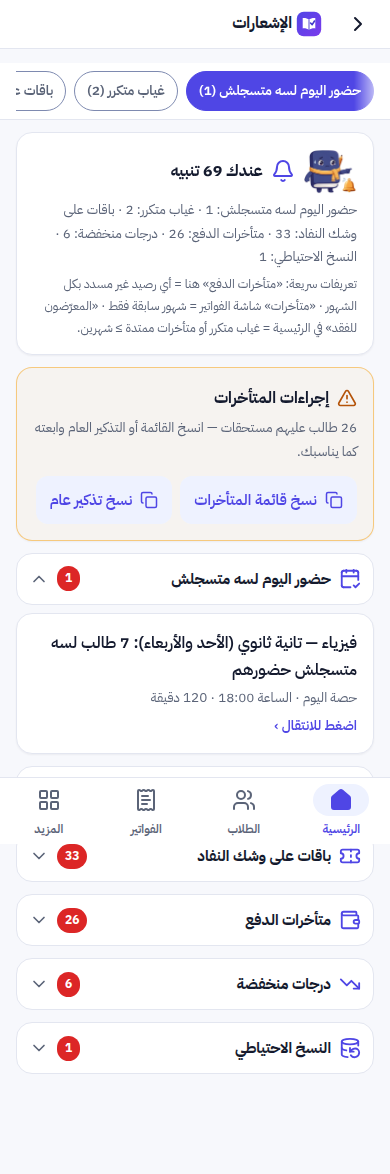 الإشعارات
حضور اليوم لسه متسجلش (1)
غياب متكرر (2)
باقات
عندك 69 تنبيه
حضور اليوم لسه متسجلش: 1 · غياب متكرر: 2 · باقات على
وشك النفاد: 33 · متأخرات الدفع: 26 · درجات منخفضة: 6 ·
النسخ الاحتياطي: 1
تعريفات سريعة: «متأخرات الدفع» هنا = أي رصيد غير مسدد بكل
الشهور · «متأخرات» شاشة الفواتير = شهور سابقة فقط · «المعرّضون
للفقد» في الرئيسية = غياب متكرر أو متأخرات ممتدة ≥ شهرين.
إجراءات المتأخرات
26 طالب عليهم مستحقات — انسخ القائمة أو التذكير العام وابعته
كما يناسبك.
نسخ قائمة المتأخرات
نسخ تذكير عام
حضور اليوم لسه متسجلش
1
فيزياء — تانية ثانوي (الأحد والأربعاء): 7 طالب لسه
متسجلش حضورهم
حصة اليوم · الساعة 18:00 · 120 دقيقة
اضغط للانتقال ›
الرئيسية
الطلاب
الفواتير
المزيد
باقات على وشك النفاد
33
متأخرات الدفع
26
درجات منخفضة
6
النسخ الاحتياطي
1